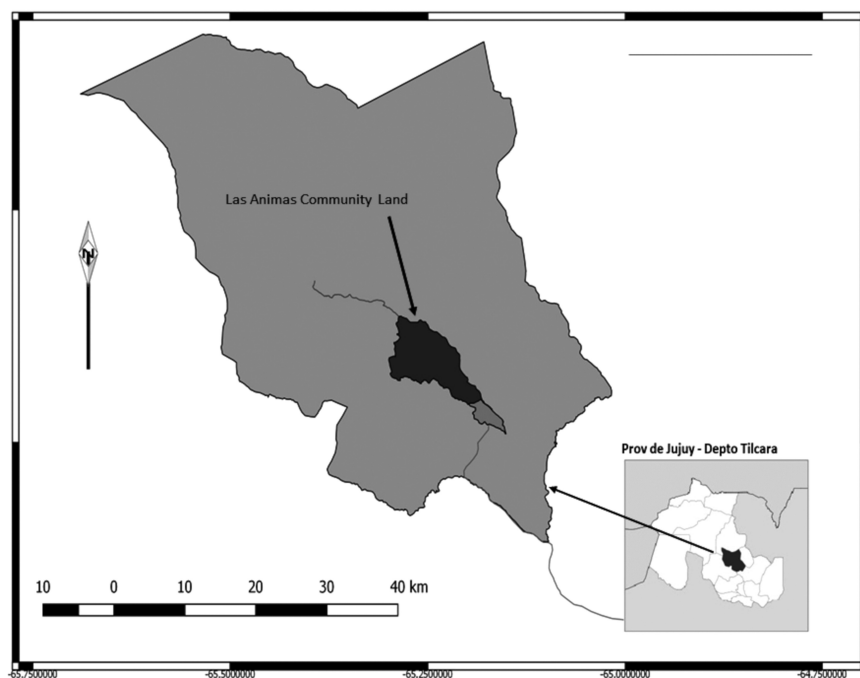 Las Animas Community Land
N
Prov de Jujuy - Depto Tilcara
10 0 10 20 30 40 km
-65.7500000 -65.5000000 -65.2500000 -65.0000000 -64.7500000